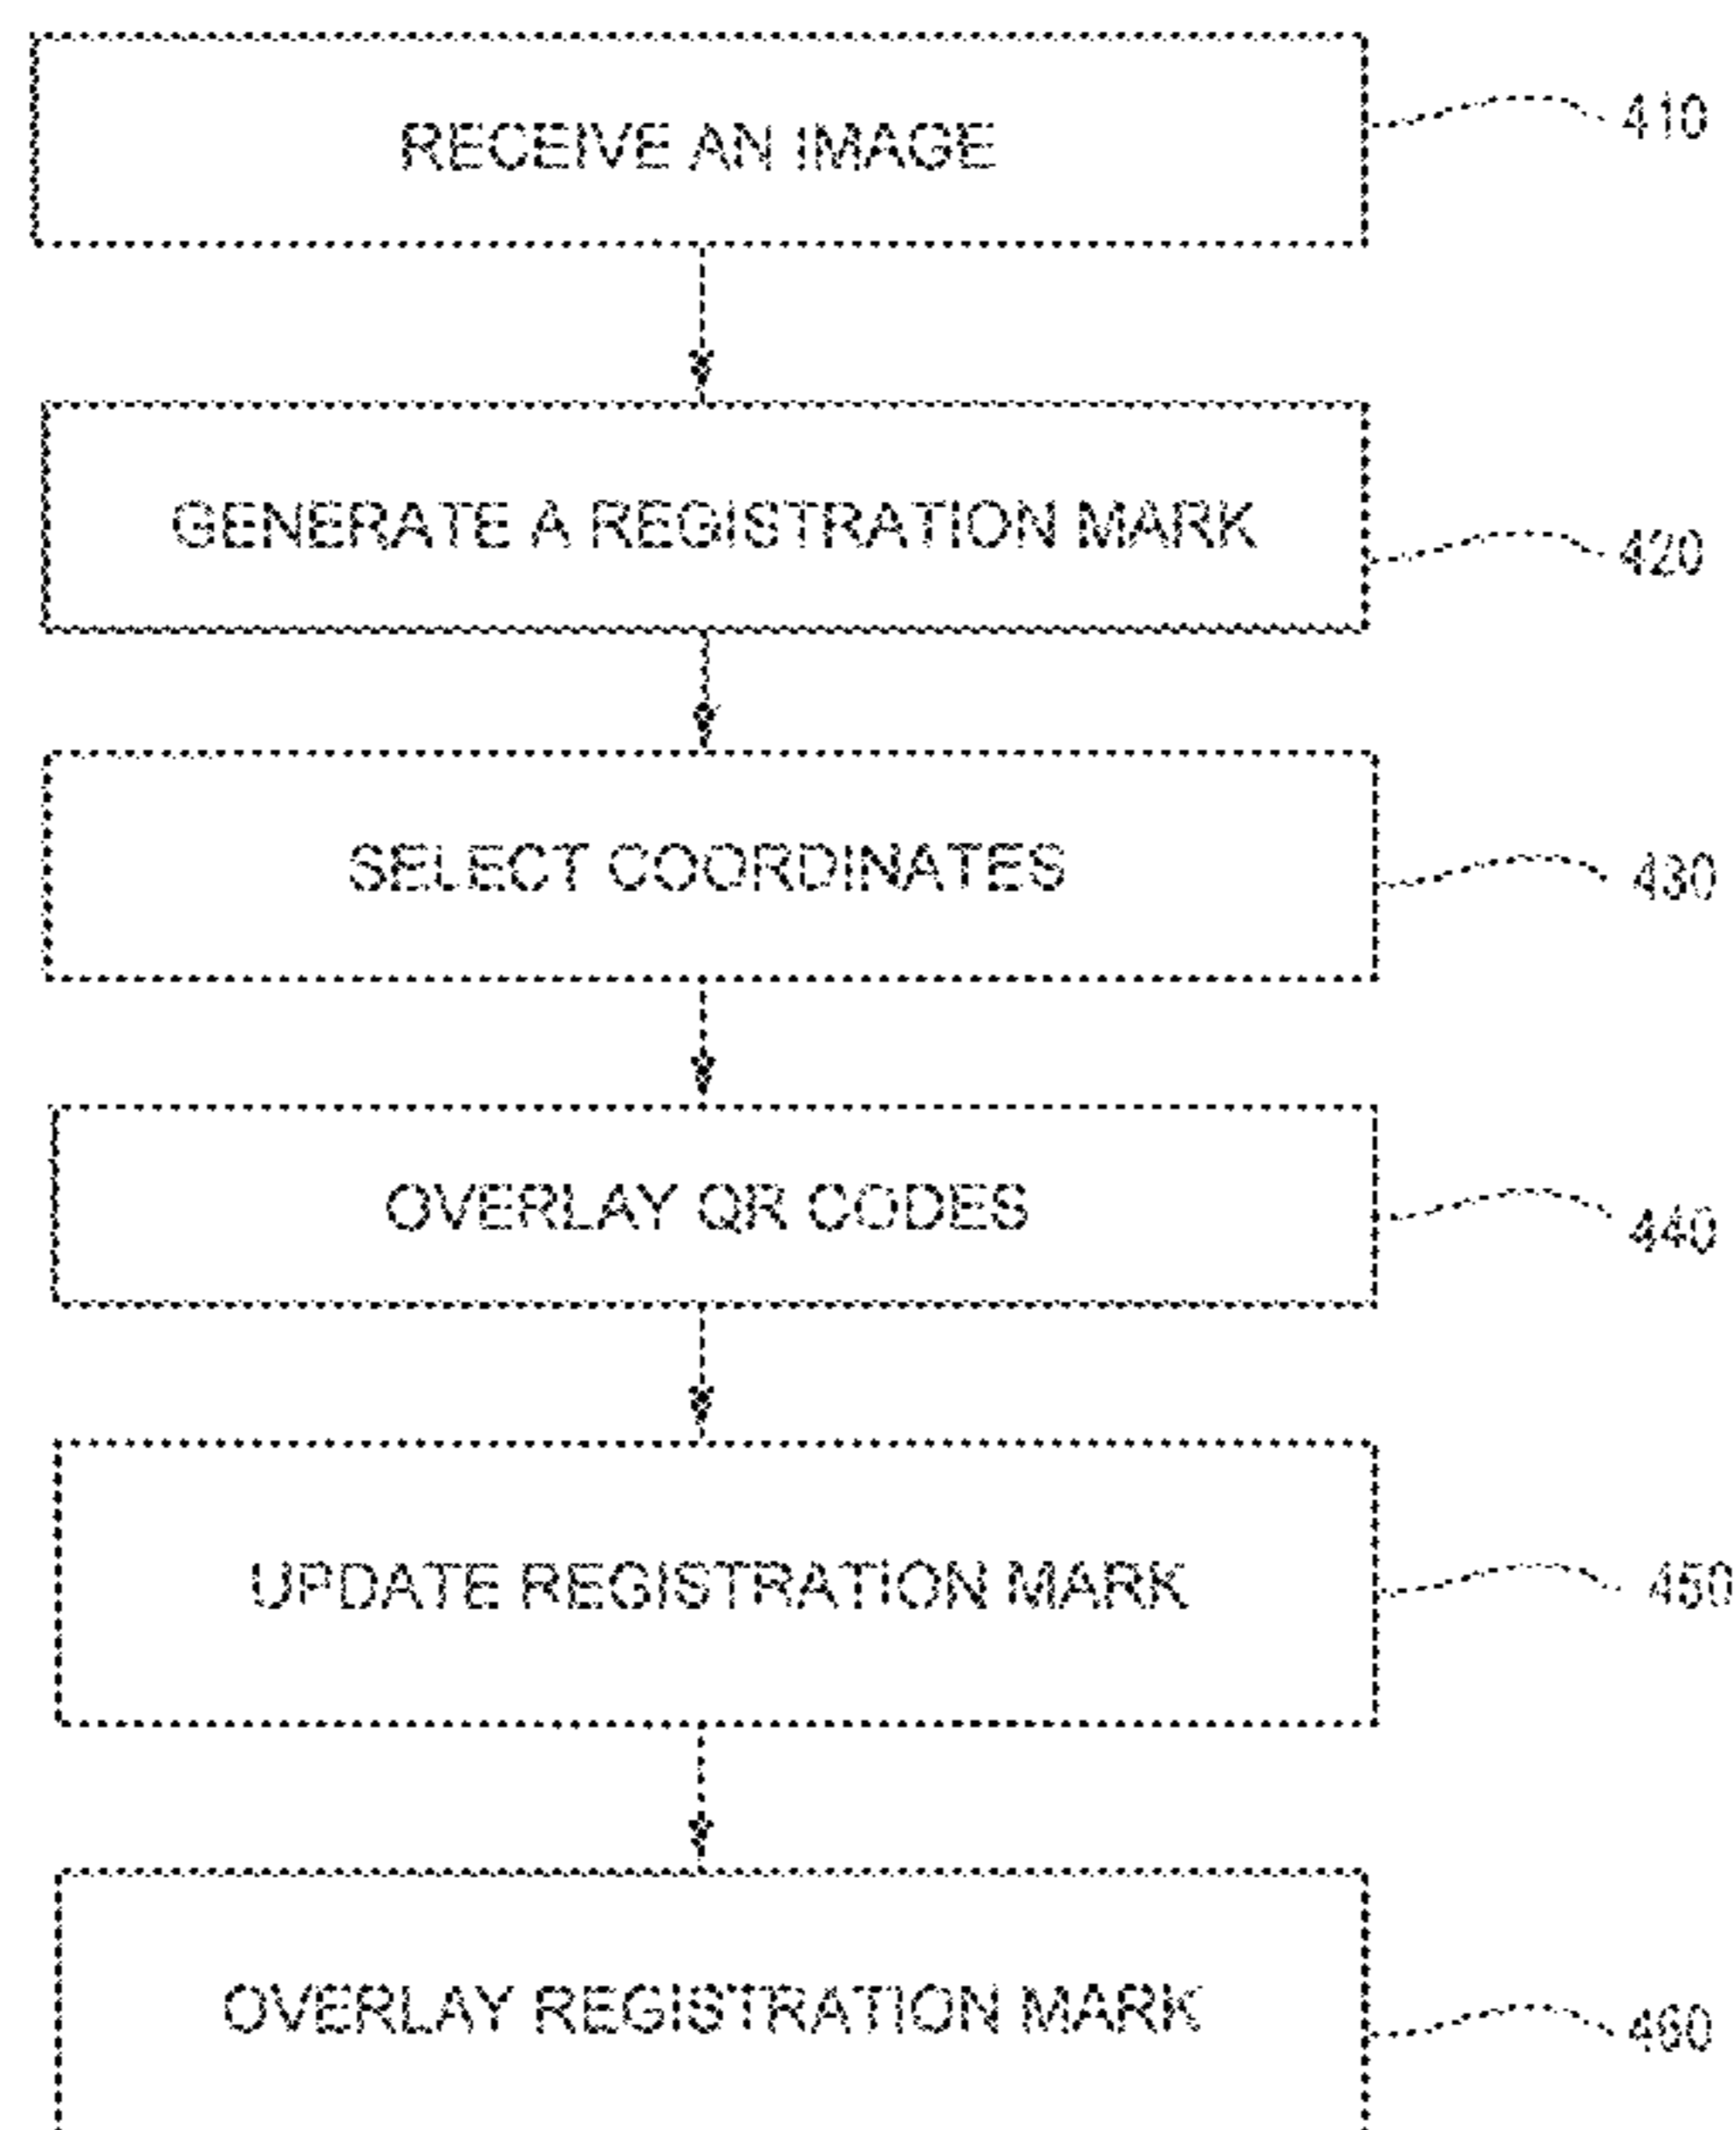 RECEIVE AN IMAGE 410
GENERATE A REGISTRATION MARK 420
SELECT COORDINATES 430
OVERLAY QR CODES 440
UPDATE REGISTRATION MARK 450
OVERLAY REGISTRATION MARK 460